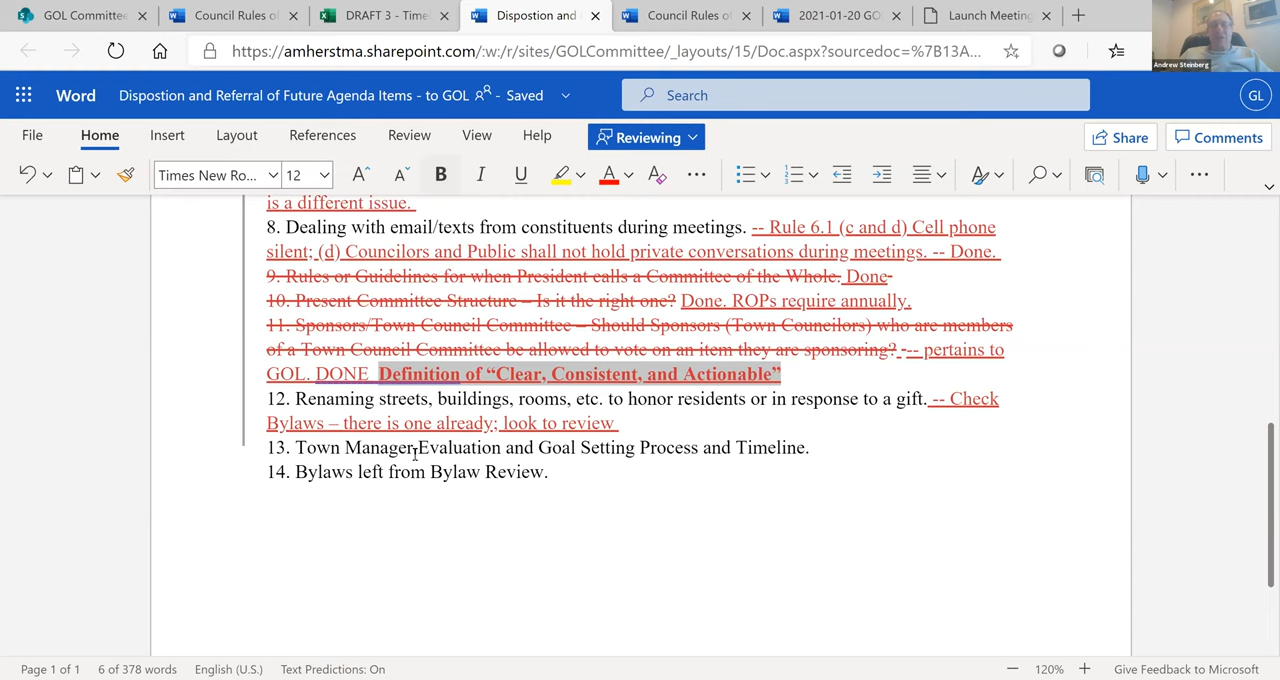 GOL Committee
Council Rules of
DRAFT 3 - Time
Dispostion and
Council Rules of
2021-01-20 GO
Launch Meeting
https://amherstma.sharepoint.com/:w:/r/sites/GOLCommittee/_layouts/15/Doc.aspx?sourcedoc=%7B13A...
Andrew Steinberg
Word
Dispostion and Referral of Future Agenda Items - to GOL - Saved
Search
GL
File Home Insert Layout References Review View Help Reviewing Share Comments
Times New Ro... 12 A A B I U A A ...
is a different issue.
8. Dealing with email/texts from constituents during meetings. -- Rule 6.1 (c and d) Cell phone
silent; (d) Councilors and Public shall not hold private conversations during meetings. -- Done.
9. Rules or Guidelines for when President calls a Committee of the Whole. Done
10. Present Committee Structure – Is it the right one? Done. ROPs require annually.
11. Sponsors/Town Council Committee – Should Sponsors (Town Councilors) who are members
of a Town Council Committee be allowed to vote on an item they are sponsoring? --- pertains to
GOL. DONE Definition of “Clear, Consistent, and Actionable”
12. Renaming streets, buildings, rooms, etc. to honor residents or in response to a gift. -- Check
Bylaws – there is one already; look to review
13. Town Manager Evaluation and Goal Setting Process and Timeline.
14. Bylaws left from Bylaw Review.
Page 1 of 1 6 of 378 words English (U.S.) Text Predictions: On 120% Give Feedback to Microsoft